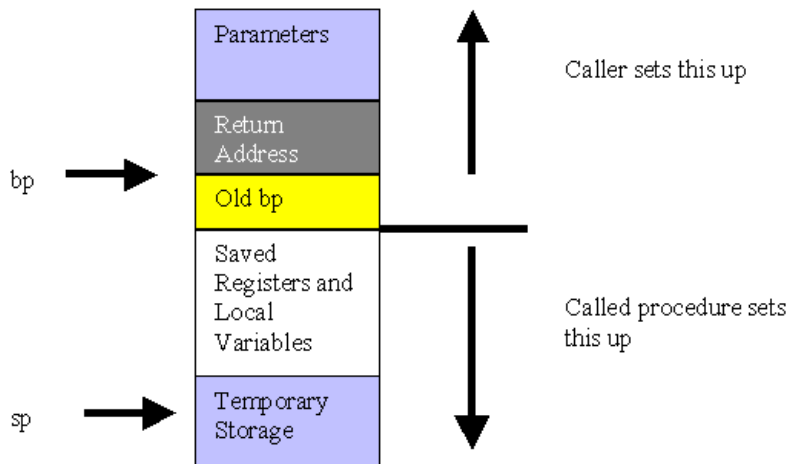 Parameters
Caller sets this up
Return
Address
bp
Old bp
Saved
Registers and
Local
Variables
Called procedure sets
this up
Temporary
Storage
sp